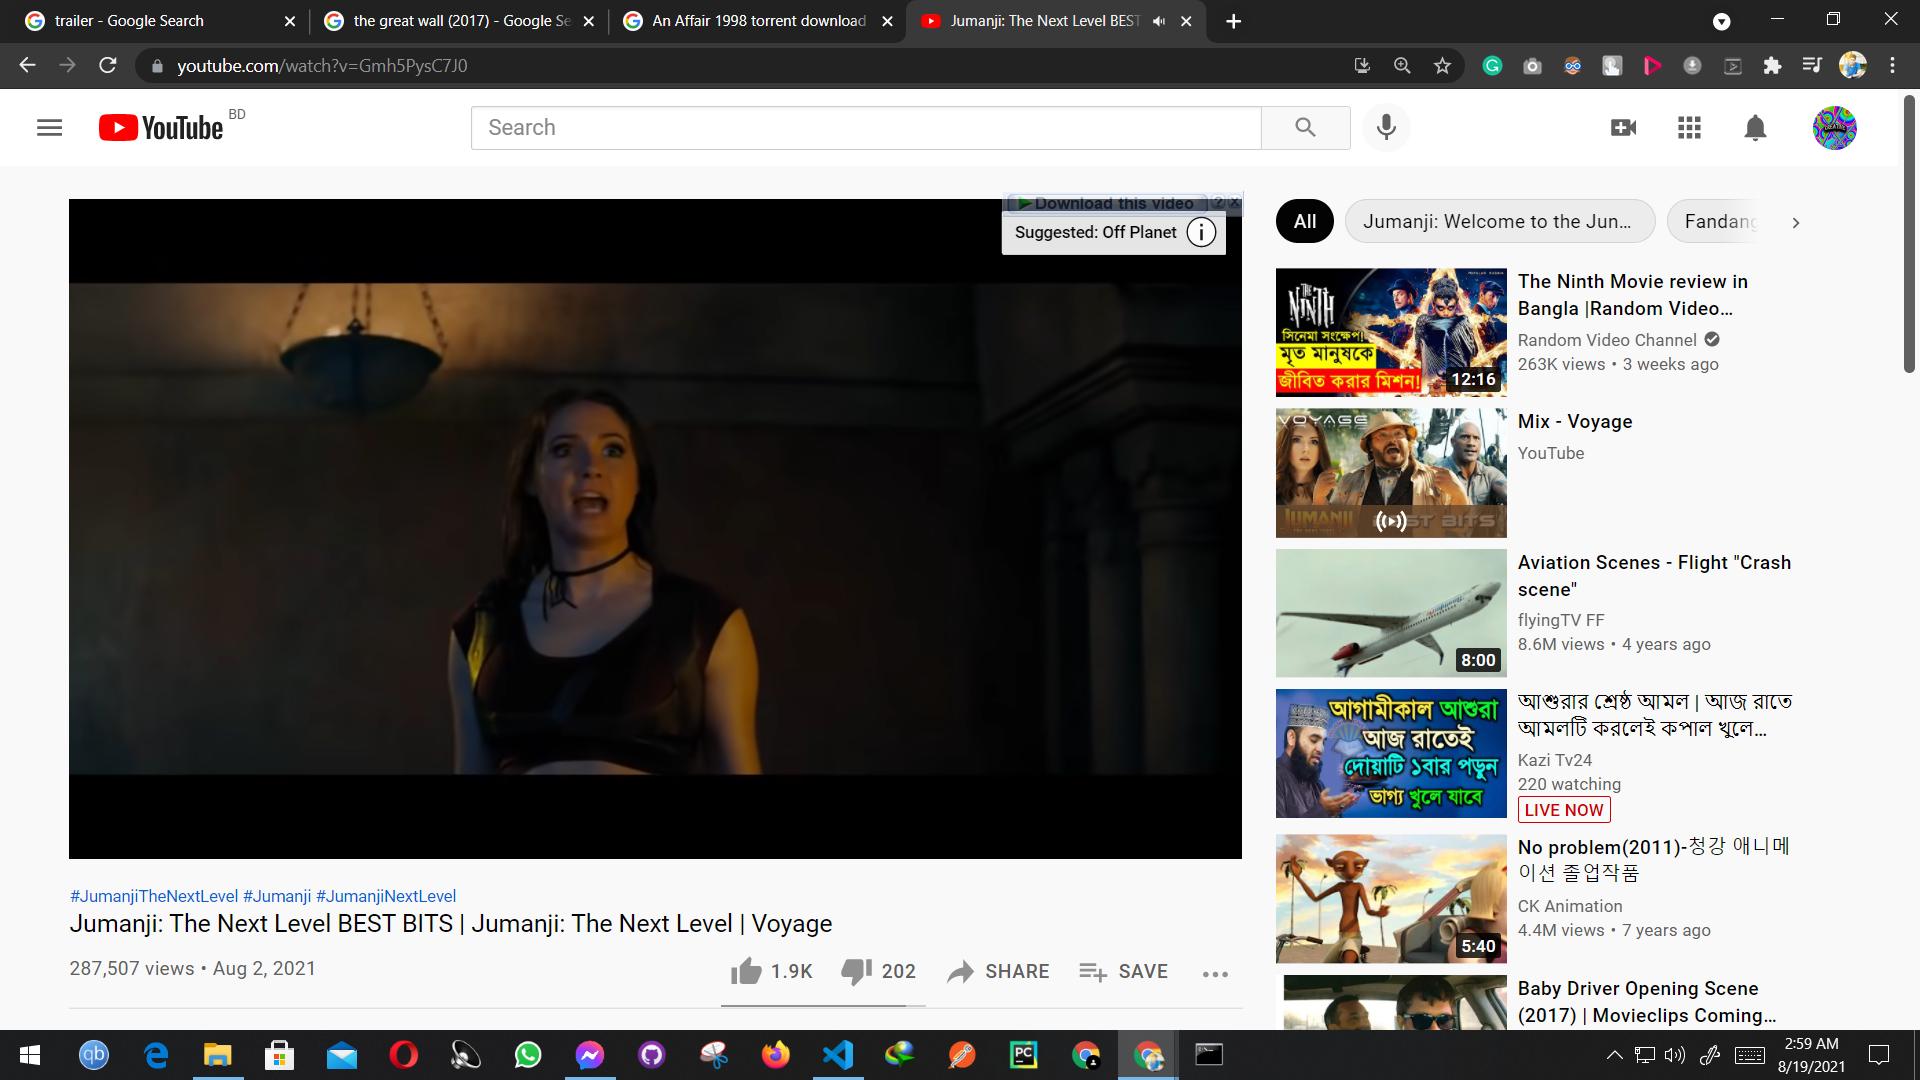 trailer - Google Search
the great wall (2017) - Google Se
An Affair 1998 torrent download
Jumanji: The Next Level BEST
youtube.com/watch?v=Gmh5PysC7J0
YouTube BD
Search
Download this video
Suggested: Off Planet
All
Jumanji: Welcome to the Jun...
Fandang
THE NINTH
সিনেমা সংক্ষেপ!
মৃত মানুষকে
জীবিত করার মিশন!
12:16
The Ninth Movie review in
Bangla |Random Video...
Random Video Channel
263K views • 3 weeks ago
VOYAGE
JUMANJI BEST BITS
Mix - Voyage
YouTube
8:00
Aviation Scenes - Flight "Crash
scene"
flyingTV FF
8.6M views • 4 years ago
আগামীকাল আশুরা
আজ রাতেই
দোয়াটি ১বার পড়ুন
ভাগ্য খুলে যাবে
আশুরার শ্রেষ্ঠ আমল | আজ রাতে
আমলটি করলেই কপাল খুলে...
Kazi Tv24
220 watching
LIVE NOW
5:40
No problem(2011)-청강 애니메
이션 졸업작품
CK Animation
4.4M views • 7 years ago
Baby Driver Opening Scene
(2017) | Movieclips Coming...
#JumanjiTheNextLevel #Jumanji #JumanjiNextLevel
Jumanji: The Next Level BEST BITS | Jumanji: The Next Level | Voyage
287,507 views • Aug 2, 2021
1.9K
202
SHARE
SAVE
qb
PC
2:59 AM
8/19/2021